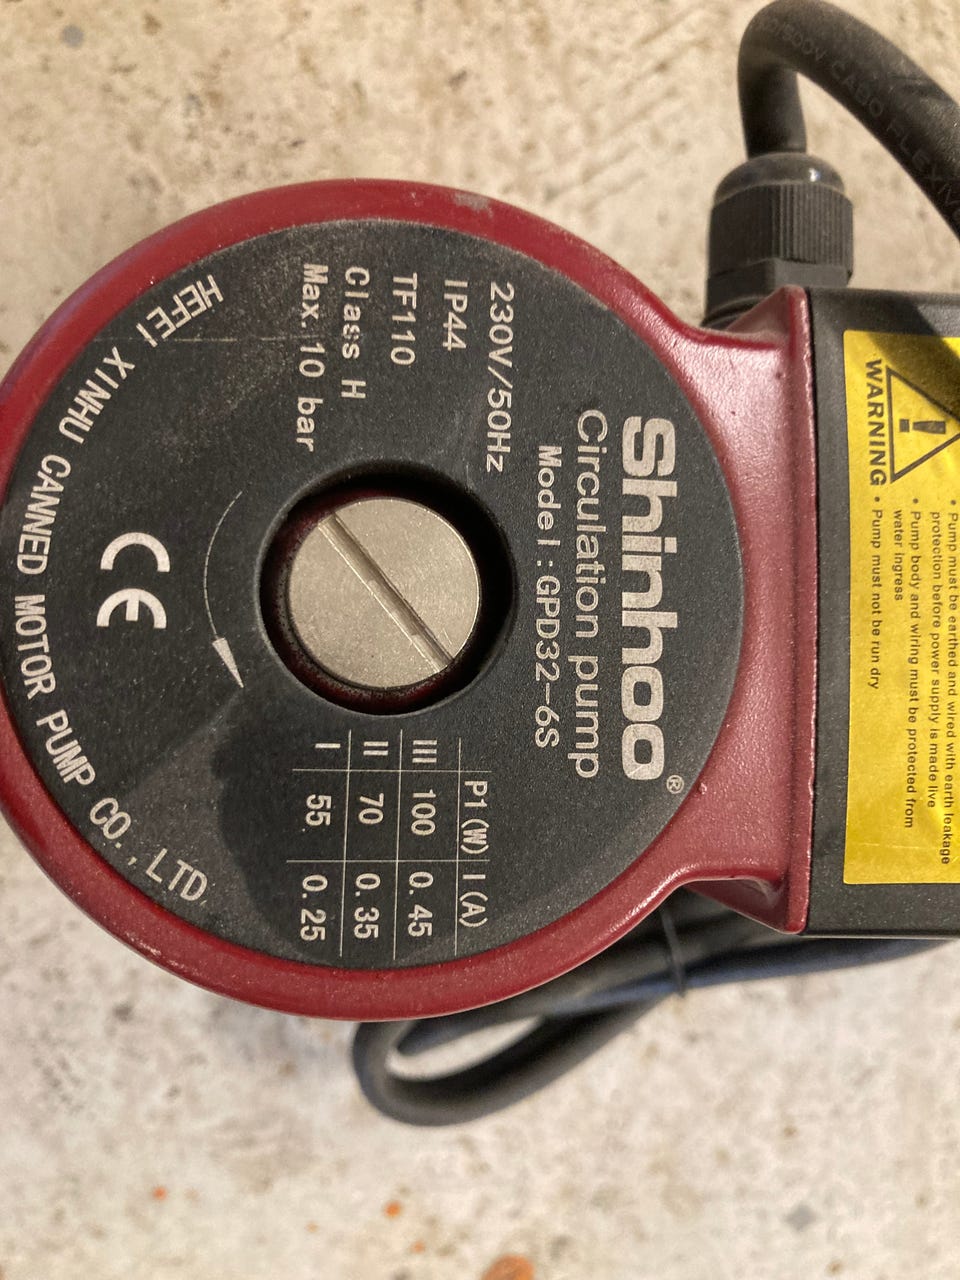 Shinhoo®
Circulation pump
Model:GPD32-6S
230V/50Hz
IP44
TF110
Class H
Max. 10 bar
P1(W) I(A)
III 100 0.45
II 70 0.35
I 55 0.25
CE
HEFEI XINHU CANNED MOTOR PUMP CO.,LTD.
WARNING
• Pump must be earthed and wired with earth leakage
protection before power supply is made live
• Pump body and wiring must be protected from
water ingress
• Pump must not be run dry
/500V CABO FLEXIV